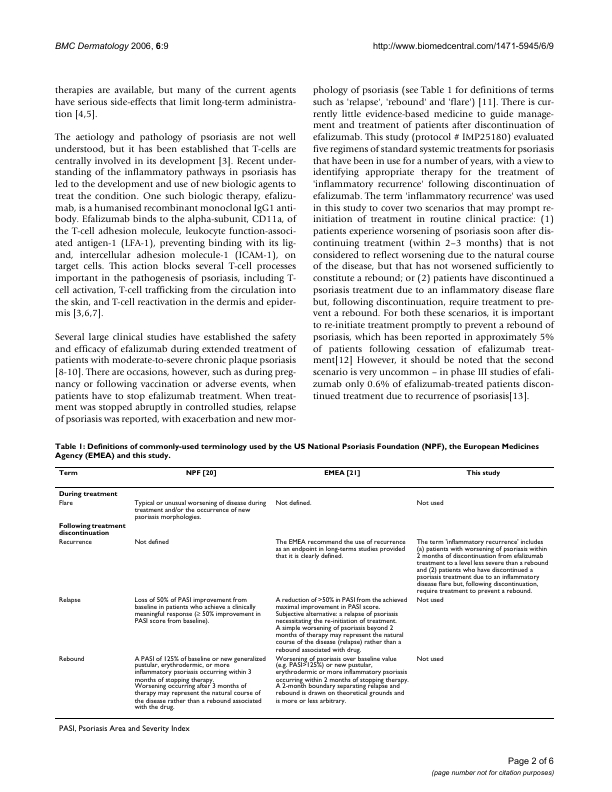 BMC Dermatology 2006, 6:9
http://www.biomedcentral.com/1471-5945/6/9
therapies are available, but many of the current agents
have serious side-effects that limit long-term administra-
tion [4,5].
The aetiology and pathology of psoriasis are not well
understood, but it has been established that T-cells are
centrally involved in its development [3]. Recent under-
standing of the inflammatory pathways in psoriasis has
led to the development and use of new biologic agents to
treat the condition. One such biologic therapy, efalizu-
mab, is a humanised recombinant monoclonal IgG1 anti-
body. Efalizumab binds to the alpha-subunit, CD11a, of
the T-cell adhesion molecule, leukocyte function-associ-
ated antigen-1 (LFA-1), preventing binding with its lig-
and, intercellular adhesion molecule-1 (ICAM-1), on
target cells. This action blocks several T-cell processes
important in the pathogenesis of psoriasis, including T-
cell activation, T-cell trafficking from the circulation into
the skin, and T-cell reactivation in the dermis and epider-
mis [3,6,7].
Several large clinical studies have established the safety
and efficacy of efalizumab during extended treatment of
patients with moderate-to-severe chronic plaque psoriasis
[8-10]. There are occasions, however, such as during preg-
nancy or following vaccination or adverse events, when
patients have to stop efalizumab treatment. When treat-
ment was stopped abruptly in controlled studies, relapse
of psoriasis was reported, with exacerbation and new mor-
phology of psoriasis (see Table 1 for definitions of terms
such as 'relapse', 'rebound' and 'flare') [11]. There is cur-
rently little evidence-based medicine to guide manage-
ment and treatment of patients after discontinuation of
efalizumab. This study (protocol # IMP25180) evaluated
five regimens of standard systemic treatments for psoriasis
that have been in use for a number of years, with a view to
identifying appropriate therapy for the treatment of
'inflammatory recurrence' following discontinuation of
efalizumab. The term 'inflammatory recurrence' was used
in this study to cover two scenarios that may prompt re-
initiation of treatment in routine clinical practice: (1)
patients experience worsening of psoriasis soon after dis-
continuing treatment (within 2–3 months) that is not
considered to reflect worsening due to the natural course
of the disease, but that has not worsened sufficiently to
constitute a rebound; or (2) patients have discontinued a
psoriasis treatment due to an inflammatory disease flare
but, following discontinuation, require treatment to pre-
vent a rebound. For both these scenarios, it is important
to re-initiate treatment promptly to prevent a rebound of
psoriasis, which has been reported in approximately 5%
of patients following cessation of efalizumab treat-
ment[12] However, it should be noted that the second
scenario is very uncommon – in phase III studies of efali-
zumab only 0.6% of efalizumab-treated patients discon-
tinued treatment due to recurrence of psoriasis[13].
Table 1: Definitions of commonly-used terminology used by the US National Psoriasis Foundation (NPF), the European Medicines
Agency (EMEA) and this study.
Term NPF [20] EMEA [21] This study
During treatment
Flare
Typical or unusual worsening of disease during
treatment and/or the occurrence of new
psoriasis morphologies.
Not defined.
Not used
Following treatment
discontinuation
Recurrence
Not defined
The EMEA recommend the use of recurrence
as an endpoint in long-terms studies provided
that it is clearly defined.
The term 'inflammatory recurrence' includes
(a) patients with worsening of psoriasis within
2 months of discontinuation from efalizumab
treatment to a level less severe than a rebound
and (2) patients who have discontinued a
psoriasis treatment due to an inflammatory
disease flare but, following discontinuation,
require treatment to prevent a rebound.
Relapse
Loss of 50% of PASI improvement from
baseline in patients who achieve a clinically
meaningful response (≥ 50% improvement in
PASI score from baseline).
A reduction of >50% in PASI from the achieved
maximal improvement in PASI score.
Subjective alternative: a relapse of psoriasis
necessitating the re-initiation of treatment.
A simple worsening of psoriasis beyond 2
months of therapy may represent the natural
course of the disease (relapse) rather than a
rebound associated with drug.
Not used
Rebound
A PASI of 125% of baseline or new generalized
pustular, erythrodermic, or more
inflammatory psoriasis occurring within 3
months of stopping therapy.
Worsening occurring after 3 months of
therapy may represent the natural course of
the disease rather than a rebound associated
with the drug.
Worsening of psoriasis over baseline value
(e.g. PASI>125%) or new pustular,
erythrodermic or more inflammatory psoriasis
occurring within 2 months of stopping therapy.
A 2-month boundary separating relapse and
rebound is drawn on theoretical grounds and
is more or less arbitrary.
Not used
PASI, Psoriasis Area and Severity Index
Page 2 of 6
(page number not for citation purposes)